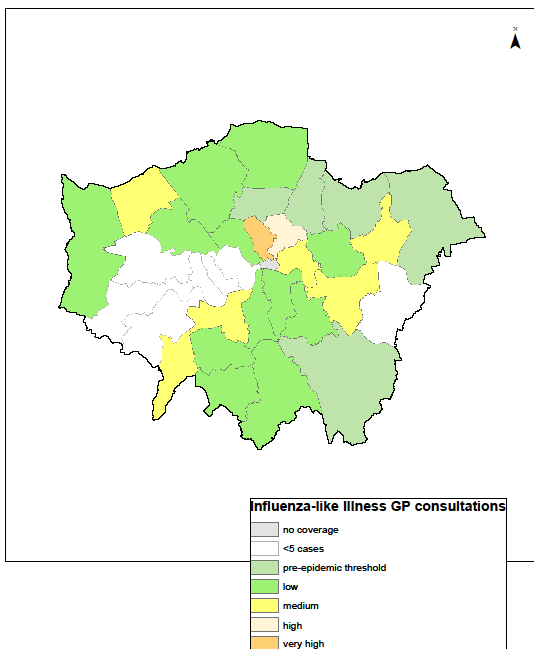 N
Influenza-like Illness GP consultations
no coverage
<5 cases
pre-epidemic threshold
low
medium
high
very high